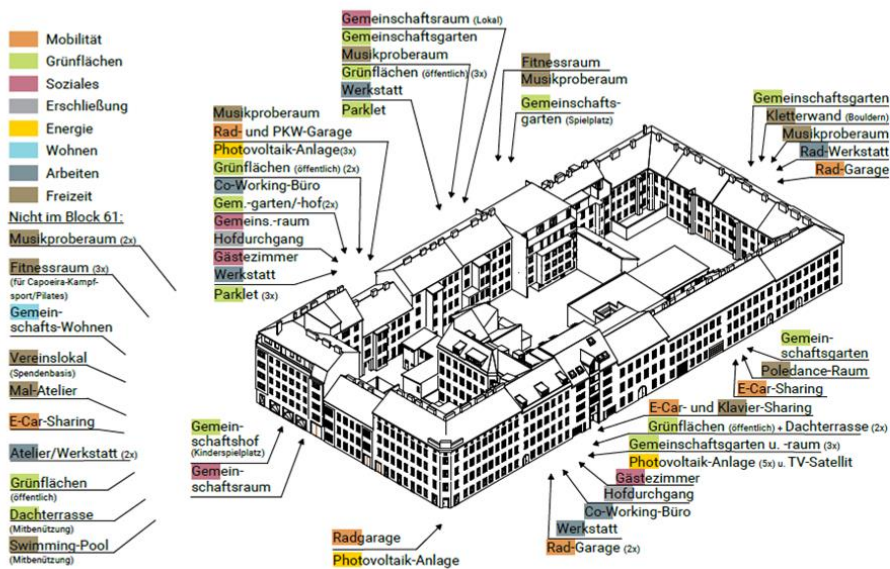 Mobilität
Grünflächen
Soziales
Erschließung
Energie
Wohnen
Arbeiten
Freizeit
Nicht im Block 61:
Musikproberaum (2x)
Fitnessraum (3x)
(für Capoeira-Kampf-
sport/Pilates)
Gemein-
schafts-Wohnen
Vereinslokal
(Spendenbasis)
Mal-Atelier
E-Car-Sharing
Atelier/Werkstatt (2x)
Grünflächen
(öffentlich)
Dachterrasse
(Mitbenützung)
Swimming-Pool
(Mitbenützung)
Musikproberaum
Rad- und PKW-Garage
Photovoltaik-Anlage(3x)
Grünflächen (öffentlich) (2x)
Co-Working-Büro
Gem.-garten/-hof(2x)
Gemeins.-raum
Hofdurchgang
Gästezimmer
Werkstatt
Parklet (3x)
Gemeinschaftsraum (Lokal)
Gemeinschaftsgarten
Musikproberaum
Grünflächen (öffentlich) (3x)
Werkstatt
Parklet
Fitnessraum
Musikproberaum
Gemeinschafts-
garten (Spielplatz)
Gemeinschaftsgarten
Kletterwand (Bouldern)
Musikproberaum
Rad-Werkstatt
Rad-Garage
Gemein-
schaftsgarten
Poledance-Raum
E-Car-Sharing
E-Car- und Klavier-Sharing
Grünflächen (öffentlich) + Dachterrasse (2x)
Gemeinschaftsgarten u. -raum (3x)
Photovoltaik-Anlage (5x) u. TV-Satellit
Gästezimmer
Hofdurchgang
Co-Working-Büro
Werkstatt
Rad-Garage (2x)
Gemein-
schaftshof
(Kinderspielplatz)
Gemein-
schaftsraum
Radgarage
Photovoltaik-Anlage